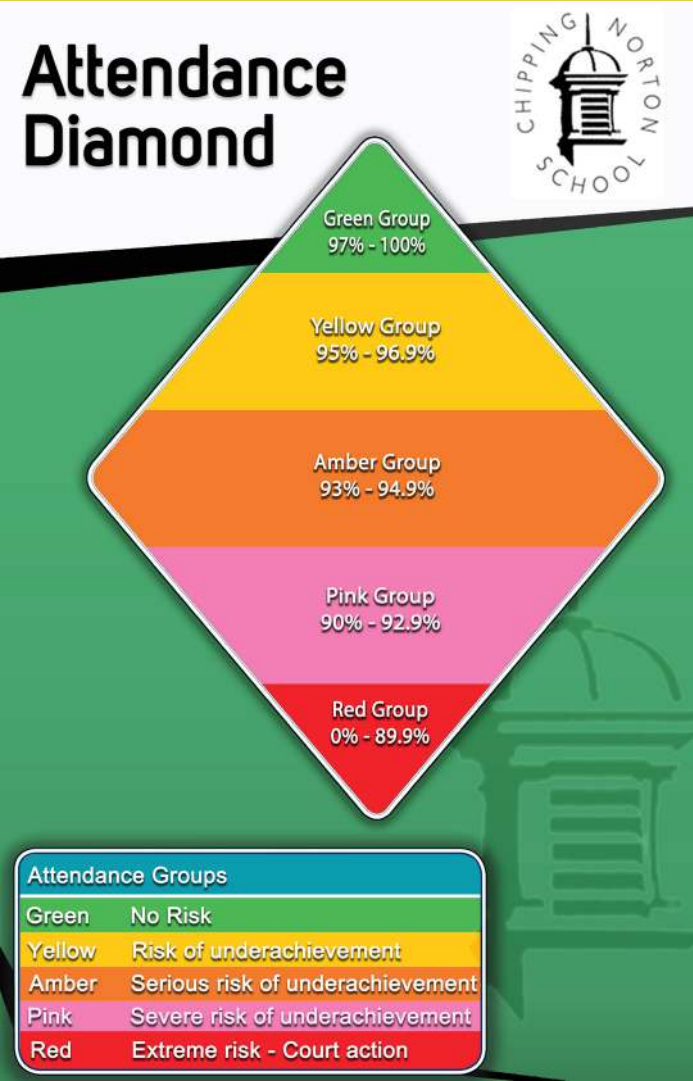 Attendance
Diamond
CHIPPING NORTON SCHOOL
Green Group
97% - 100%
Yellow Group
95% - 96.9%
Amber Group
93% - 94.9%
Pink Group
90% - 92.9%
Red Group
0% - 89.9%
Attendance Groups
Green No Risk
Yellow Risk of underachievement
Amber Serious risk of underachievement
Pink Severe risk of underachievement
Red Extreme risk - Court action